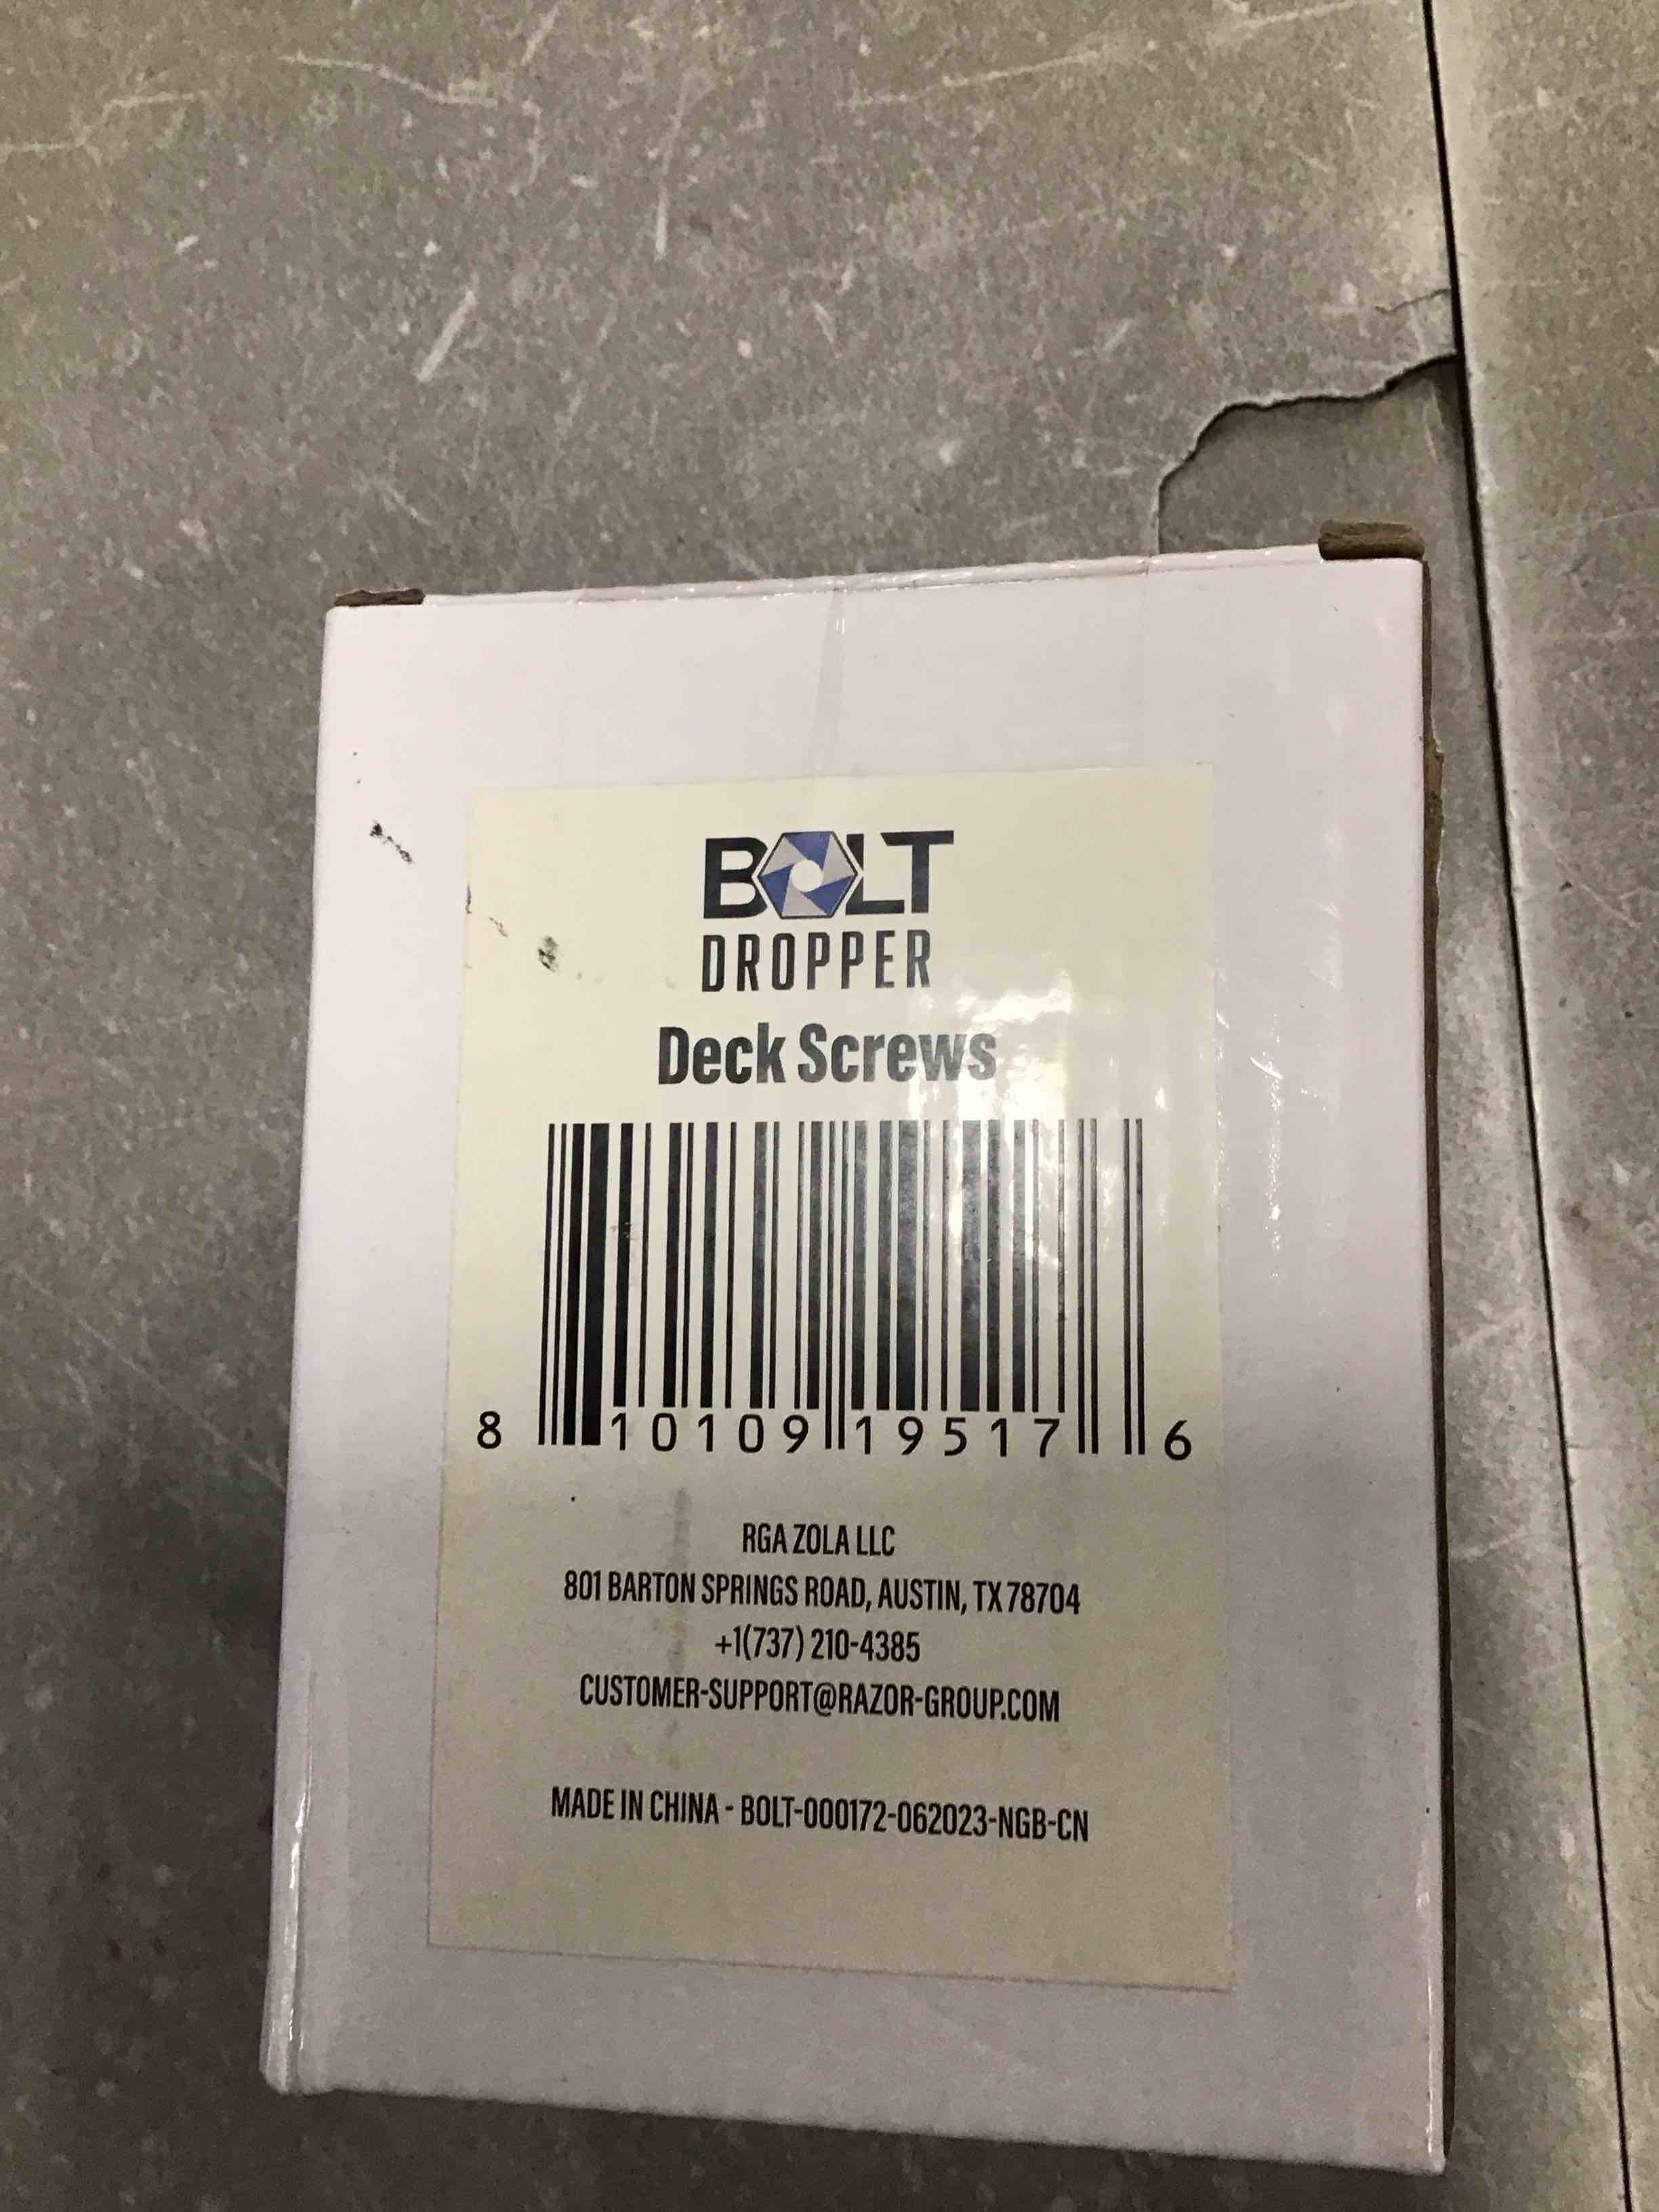 BOLT
DROPPER
Deck Screws
8 10109 19517 6
RGA ZOLA LLC
801 BARTON SPRINGS ROAD, AUSTIN, TX 78704
+1(737) 210-4385
CUSTOMER-SUPPORT@RAZOR-GROUP.COM
MADE IN CHINA - BOLT-000172-062023-NGB-CN